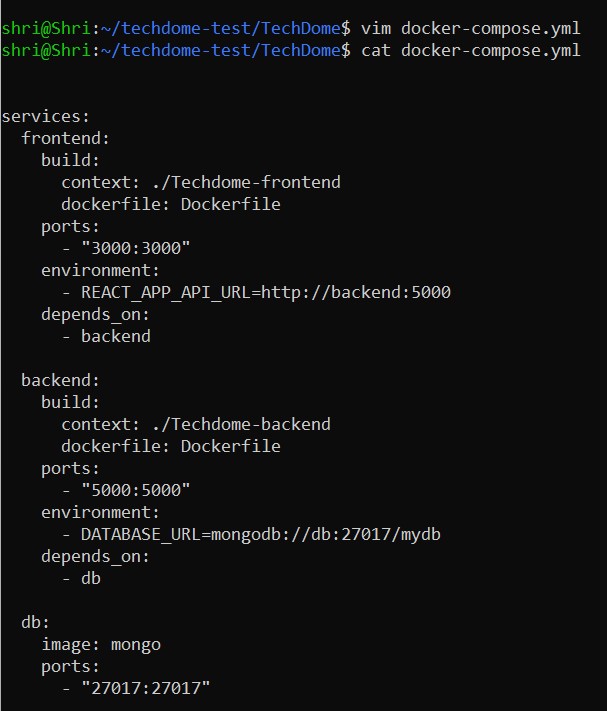 shri@Shri:~/techdome-test/TechDome$ vim docker-compose.yml
shri@Shri:~/techdome-test/TechDome$ cat docker-compose.yml
services:
  frontend:
    build:
      context: ./Techdome-frontend
      dockerfile: Dockerfile
    ports:
      - "3000:3000"
    environment:
      - REACT_APP_API_URL=http://backend:5000
    depends_on:
      - backend
  backend:
    build:
      context: ./Techdome-backend
      dockerfile: Dockerfile
    ports:
      - "5000:5000"
    environment:
      - DATABASE_URL=mongodb://db:27017/mydb
    depends_on:
      - db
  db:
    image: mongo
    ports:
      - "27017:27017"